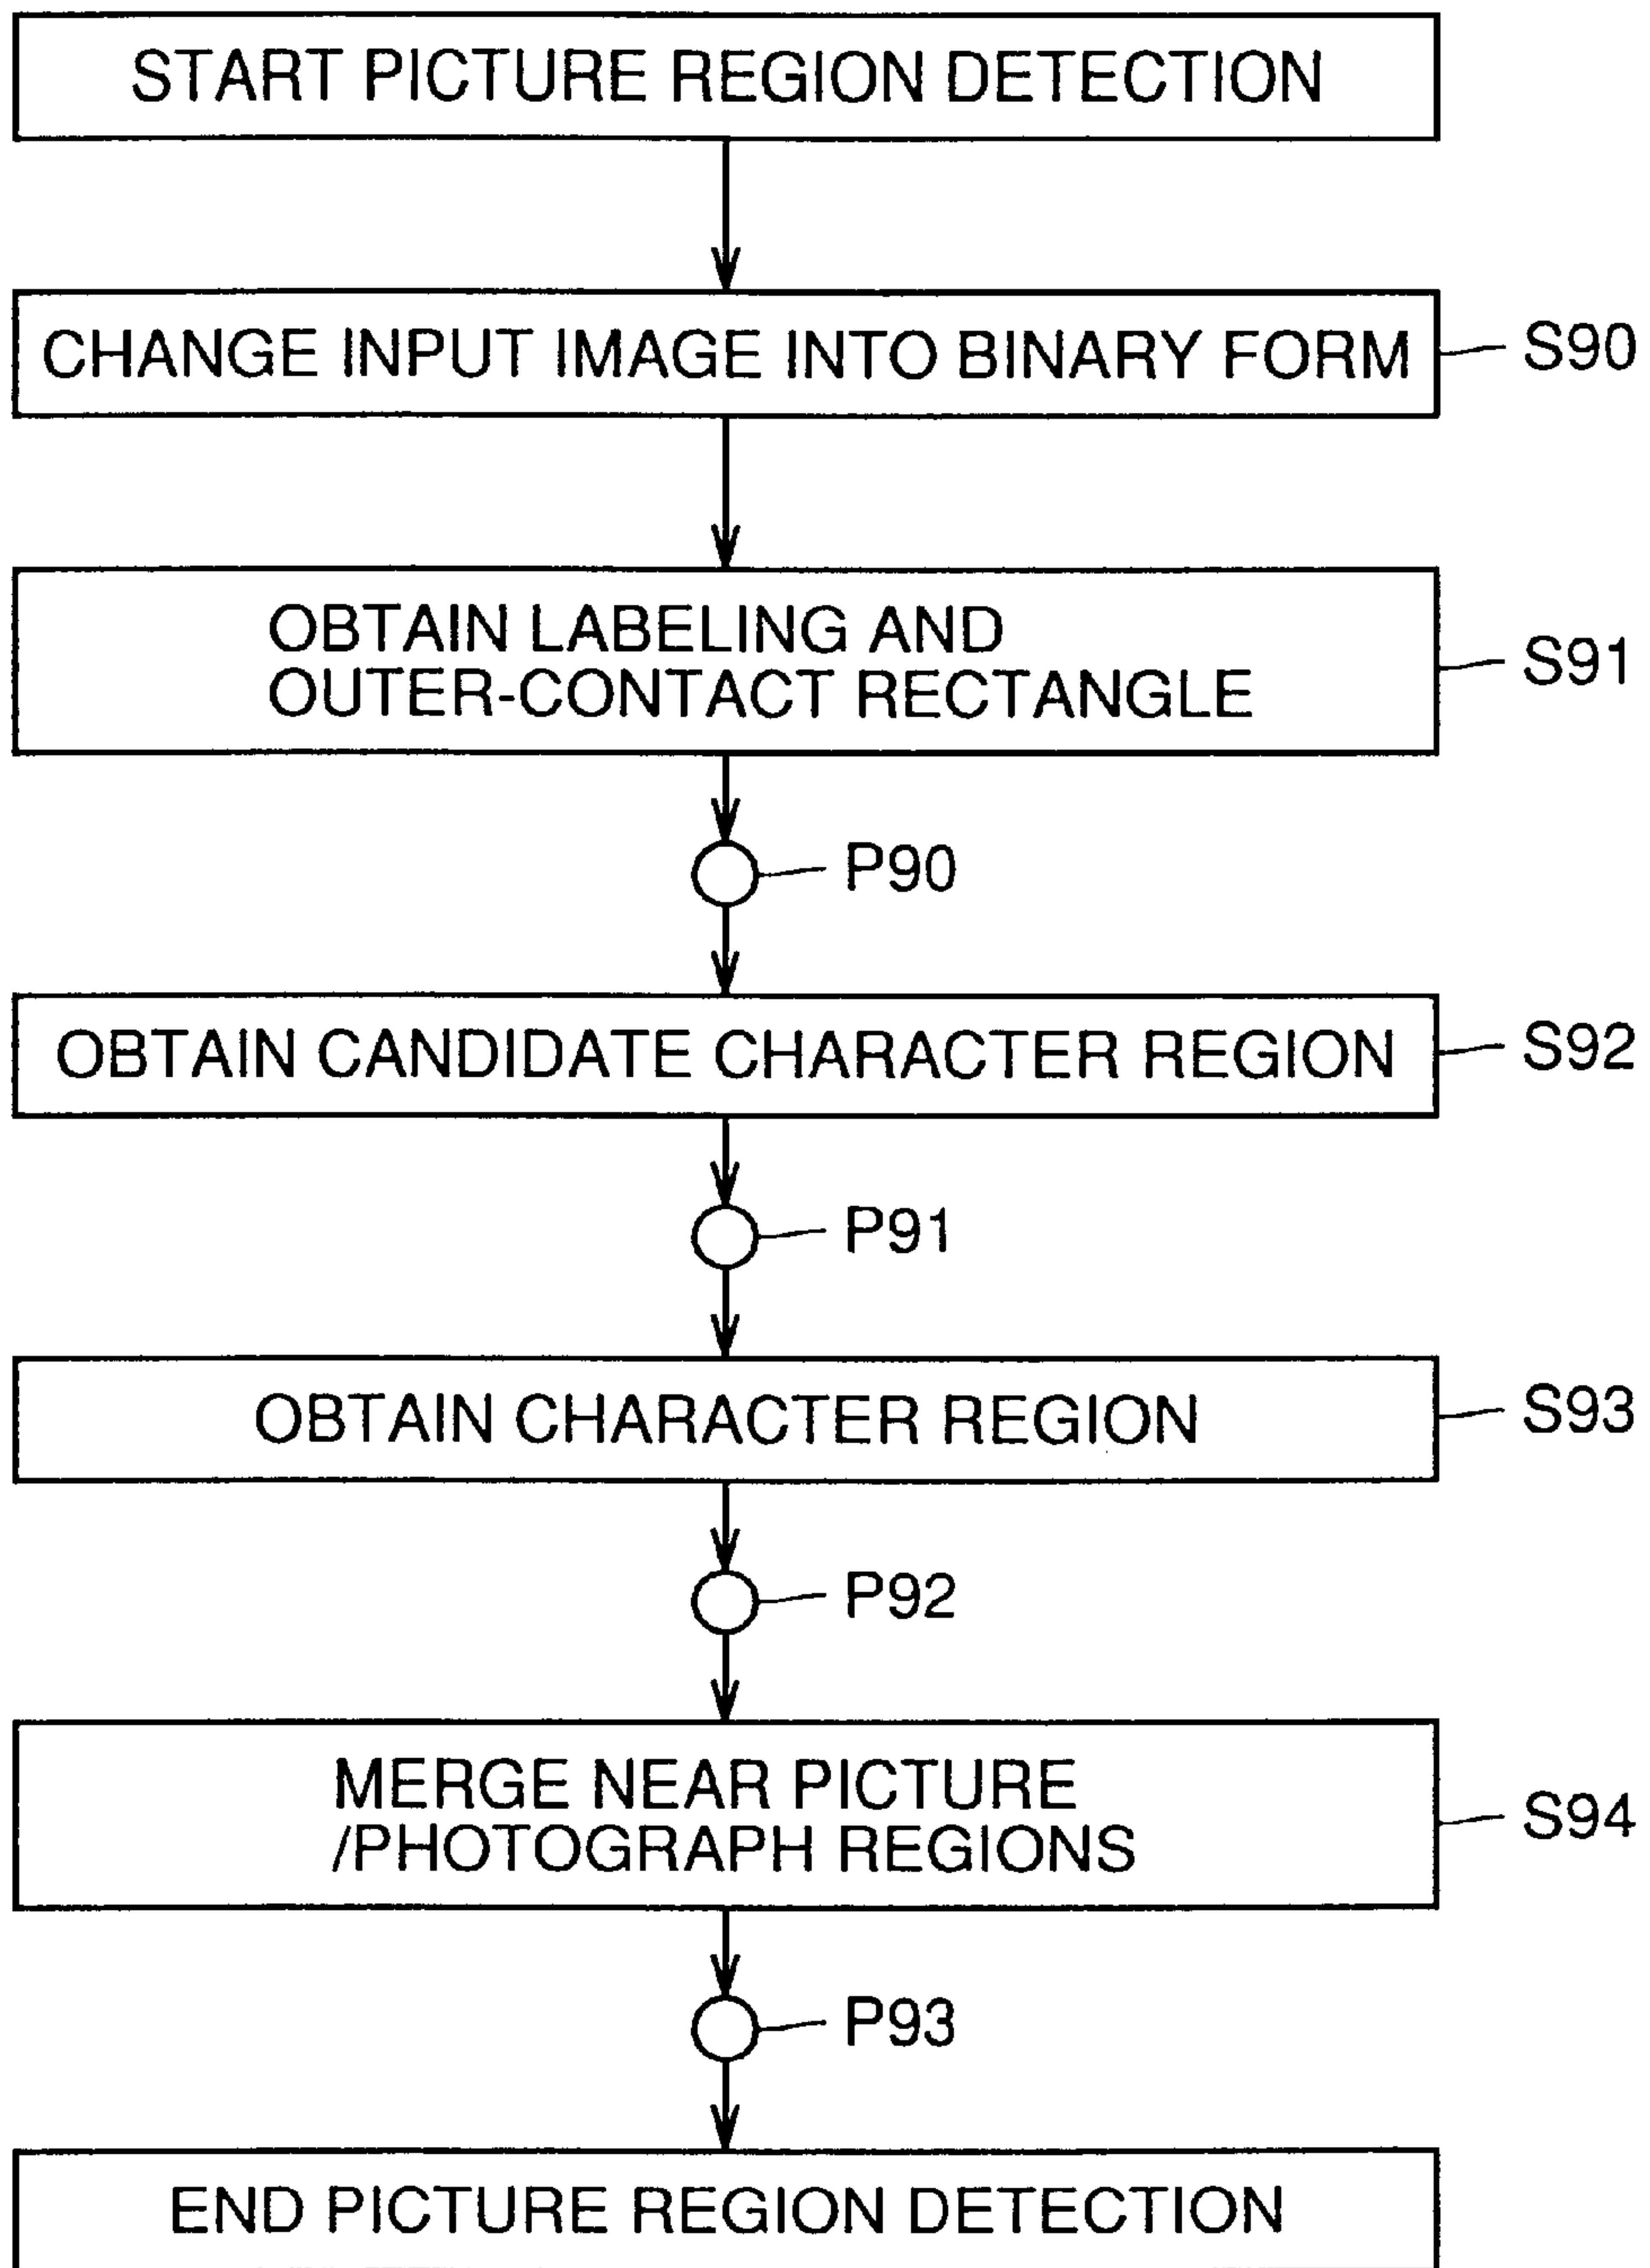 START PICTURE REGION DETECTION
CHANGE INPUT IMAGE INTO BINARY FORM
S90
OBTAIN LABELING AND
OUTER-CONTACT RECTANGLE
S91
P90
OBTAIN CANDIDATE CHARACTER REGION
S92
P91
OBTAIN CHARACTER REGION
S93
P92
MERGE NEAR PICTURE
/PHOTOGRAPH REGIONS
S94
P93
END PICTURE REGION DETECTION